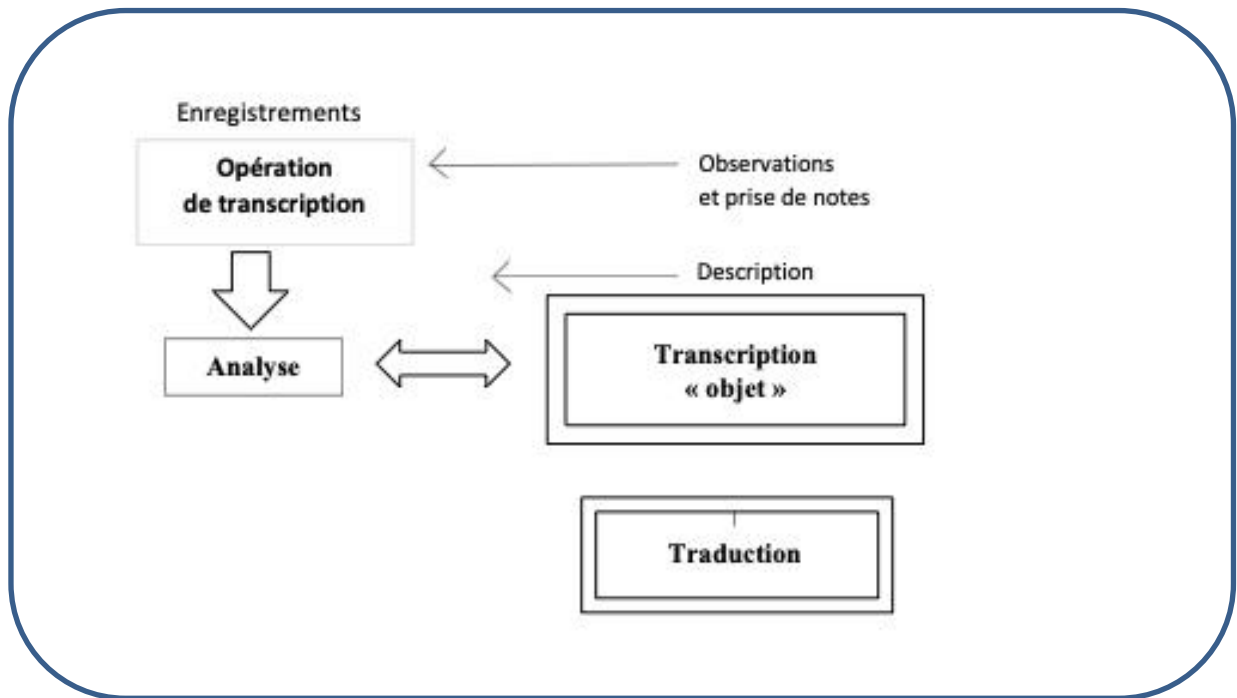 Enregistrements
Opération
de transcription
Observations
et prise de notes
Description
Analyse
Transcription
« objet »
Traduction